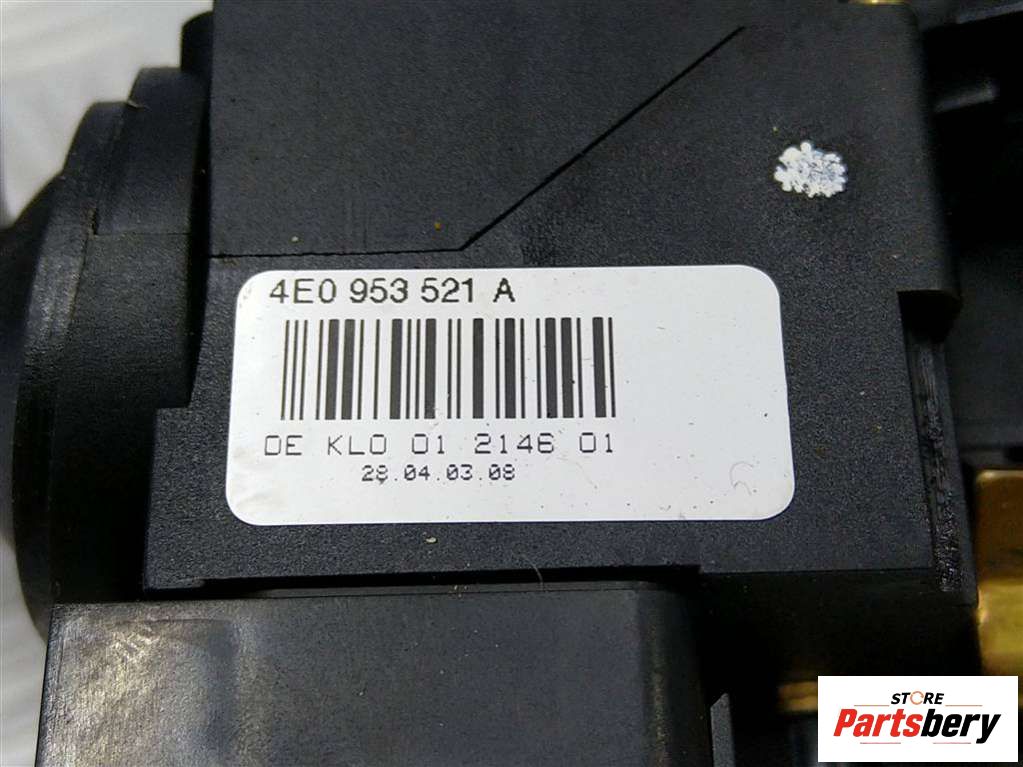 4E0 953 521 A
DE KLO 01 2146 01
28.04.03.08
STORE
Partsbery